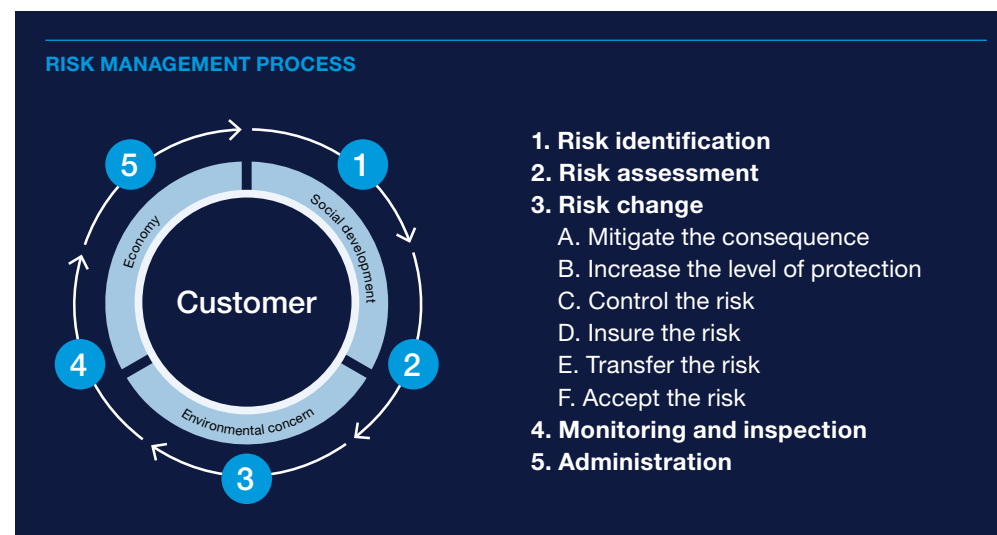 RISK MANAGEMENT PROCESS
5
1
Economy
Social development
Customer
4
2
Environmental concern
3
1. Risk identification
2. Risk assessment
3. Risk change
A. Mitigate the consequence
B. Increase the level of protection
C. Control the risk
D. Insure the risk
E. Transfer the risk
F. Accept the risk
4. Monitoring and inspection
5. Administration